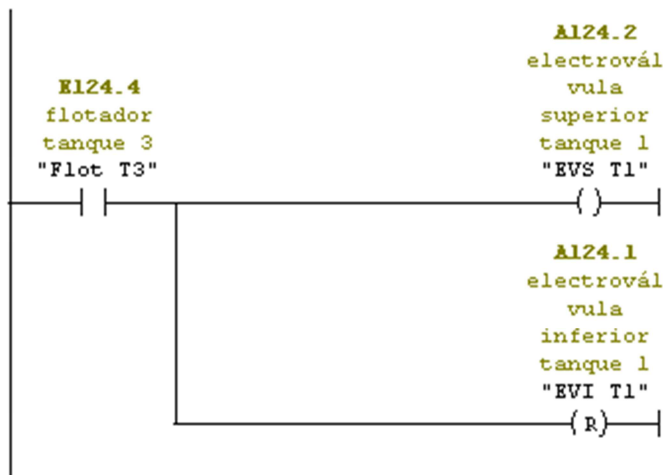 A124.2
electrovál
vula
superior
tanque 1
"EVS T1"
E124.4
flotador
tanque 3
"Flot T3"
( )
A124.1
electrovál
vula
inferior
tanque 1
"EVI T1"
(R)